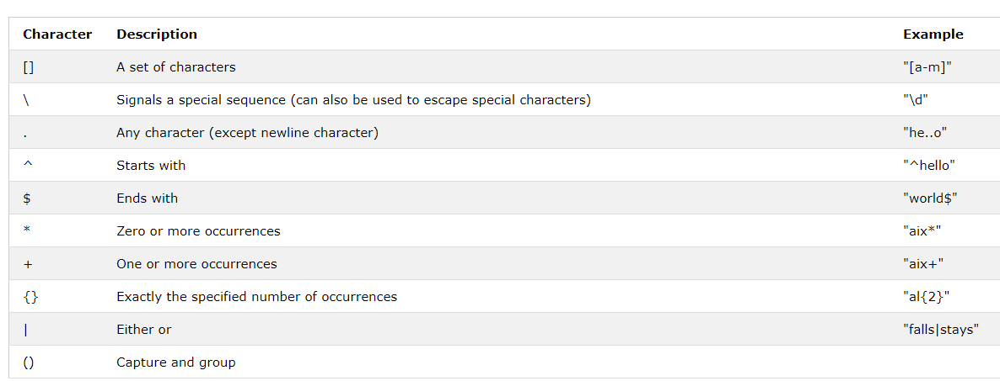 Character Description Example
[] A set of characters "[a-m]"
\ Signals a special sequence (can also be used to escape special characters) "\d"
. Any character (except newline character) "he..o"
^ Starts with "^hello"
$ Ends with "world$"
* Zero or more occurrences "aix*"
+ One or more occurrences "aix+"
{} Exactly the specified number of occurrences "al{2}"
| Either or "falls|stays"
() Capture and group